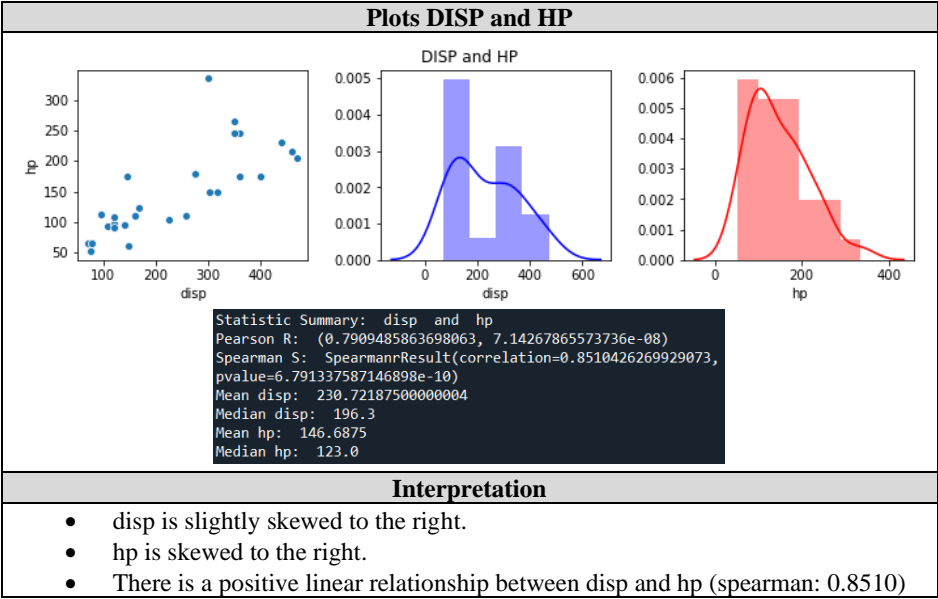 Plots DISP and HP
DISP and HP
300
250
200
150
100
50
hp
100 200 300 400
disp
0.005
0.004
0.003
0.002
0.001
0.000
0 200 400 600
disp
0.006
0.005
0.004
0.003
0.002
0.001
0.000
0 200 400
hp
Statistic Summary: disp and hp
Pearson R: (0.7909485863698063, 7.14267865573736e-08)
Spearman S: SpearmanrResult(correlation=0.8510426269929073,
pvalue=6.791337587146898e-10)
Mean disp: 230.72187500000004
Median disp: 196.3
Mean hp: 146.6875
Median hp: 123.0
Interpretation
• disp is slightly skewed to the right.
• hp is skewed to the right.
• There is a positive linear relationship between disp and hp (spearman: 0.8510)